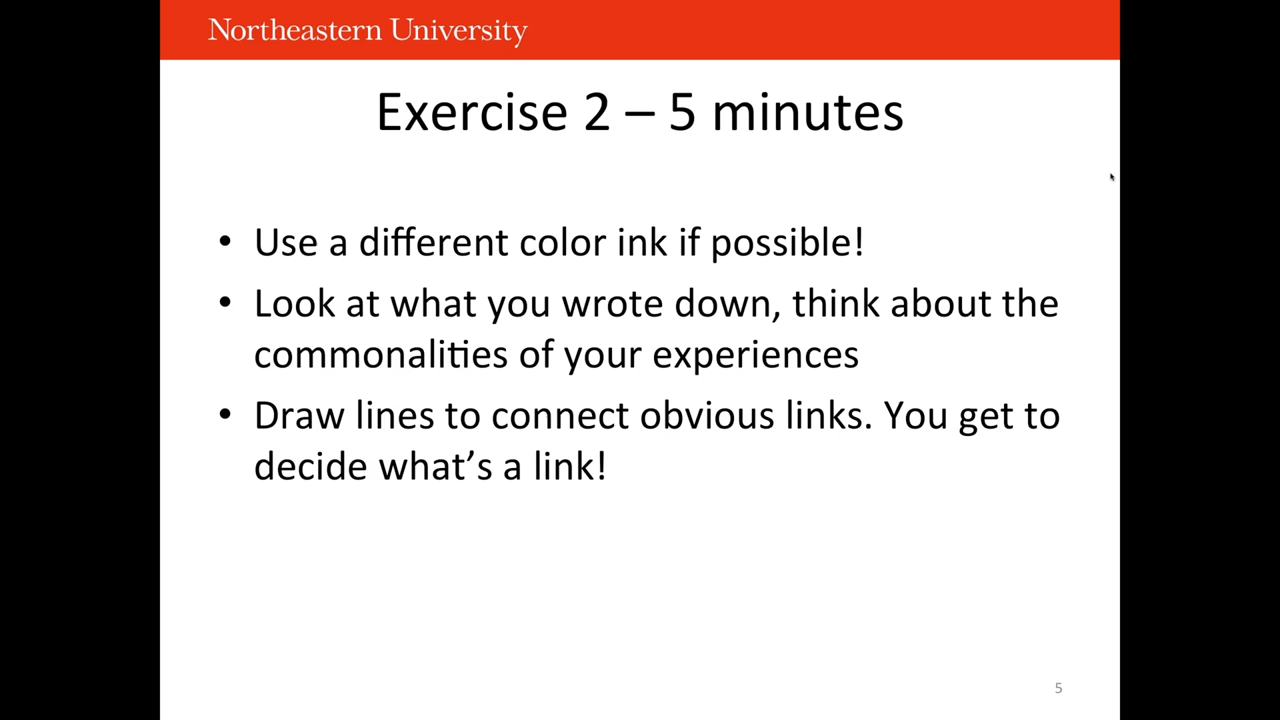 Northeastern University
Exercise 2 – 5 minutes
• Use a different color ink if possible!
• Look at what you wrote down, think about the
commonalities of your experiences
• Draw lines to connect obvious links. You get to
decide what’s a link!
5